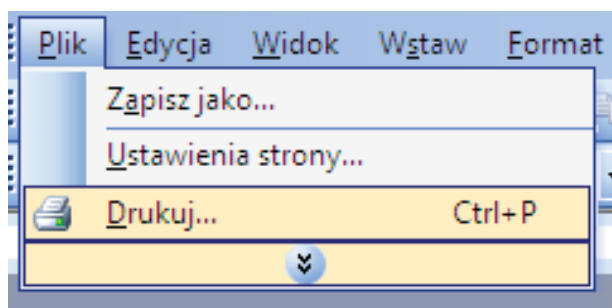 Plik Edycja Widok Wstaw Format
Zapisz jako...
Ustawienia strony...
Drukuj... Ctrl+P